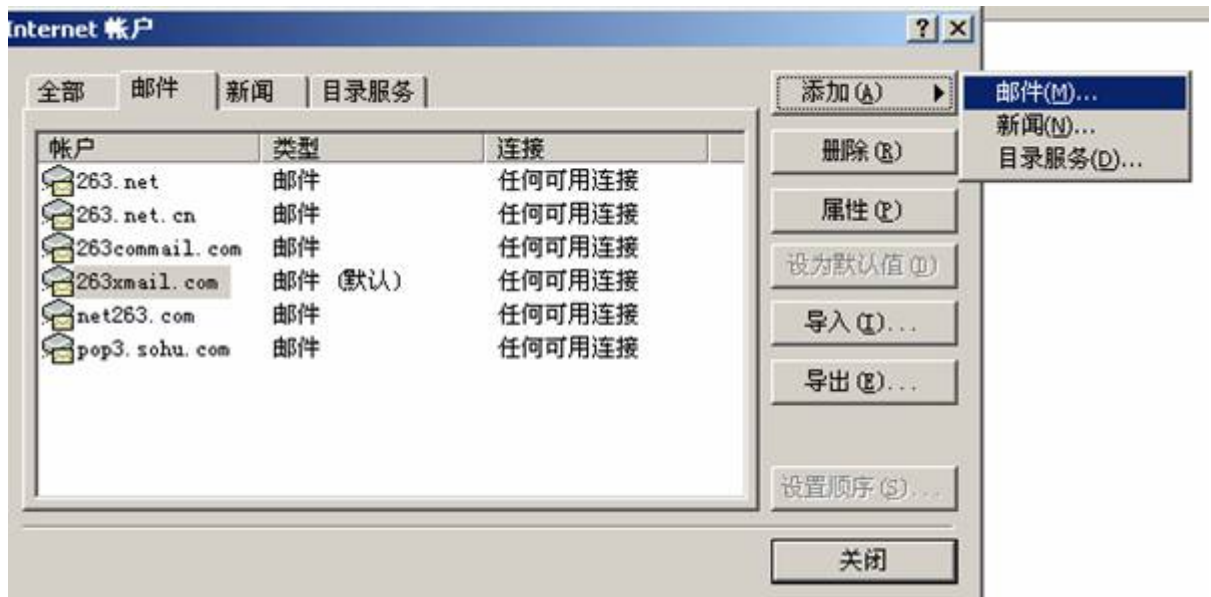 Internet 帐户
全部 邮件 新闻 目录服务
帐户 类型 连接
263.net 邮件 任何可用连接
263.net.cn 邮件 任何可用连接
263commail.com 邮件 任何可用连接
263xmail.com 邮件 (默认) 任何可用连接
net263.com 邮件 任何可用连接
pop3.sohu.com 邮件 任何可用连接
添加(A)
删除(R)
属性(P)
设为默认值(D)
导入(I)...
导出(E)...
设置顺序(S)...
关闭
邮件(M)...
新闻(N)...
目录服务(D)...